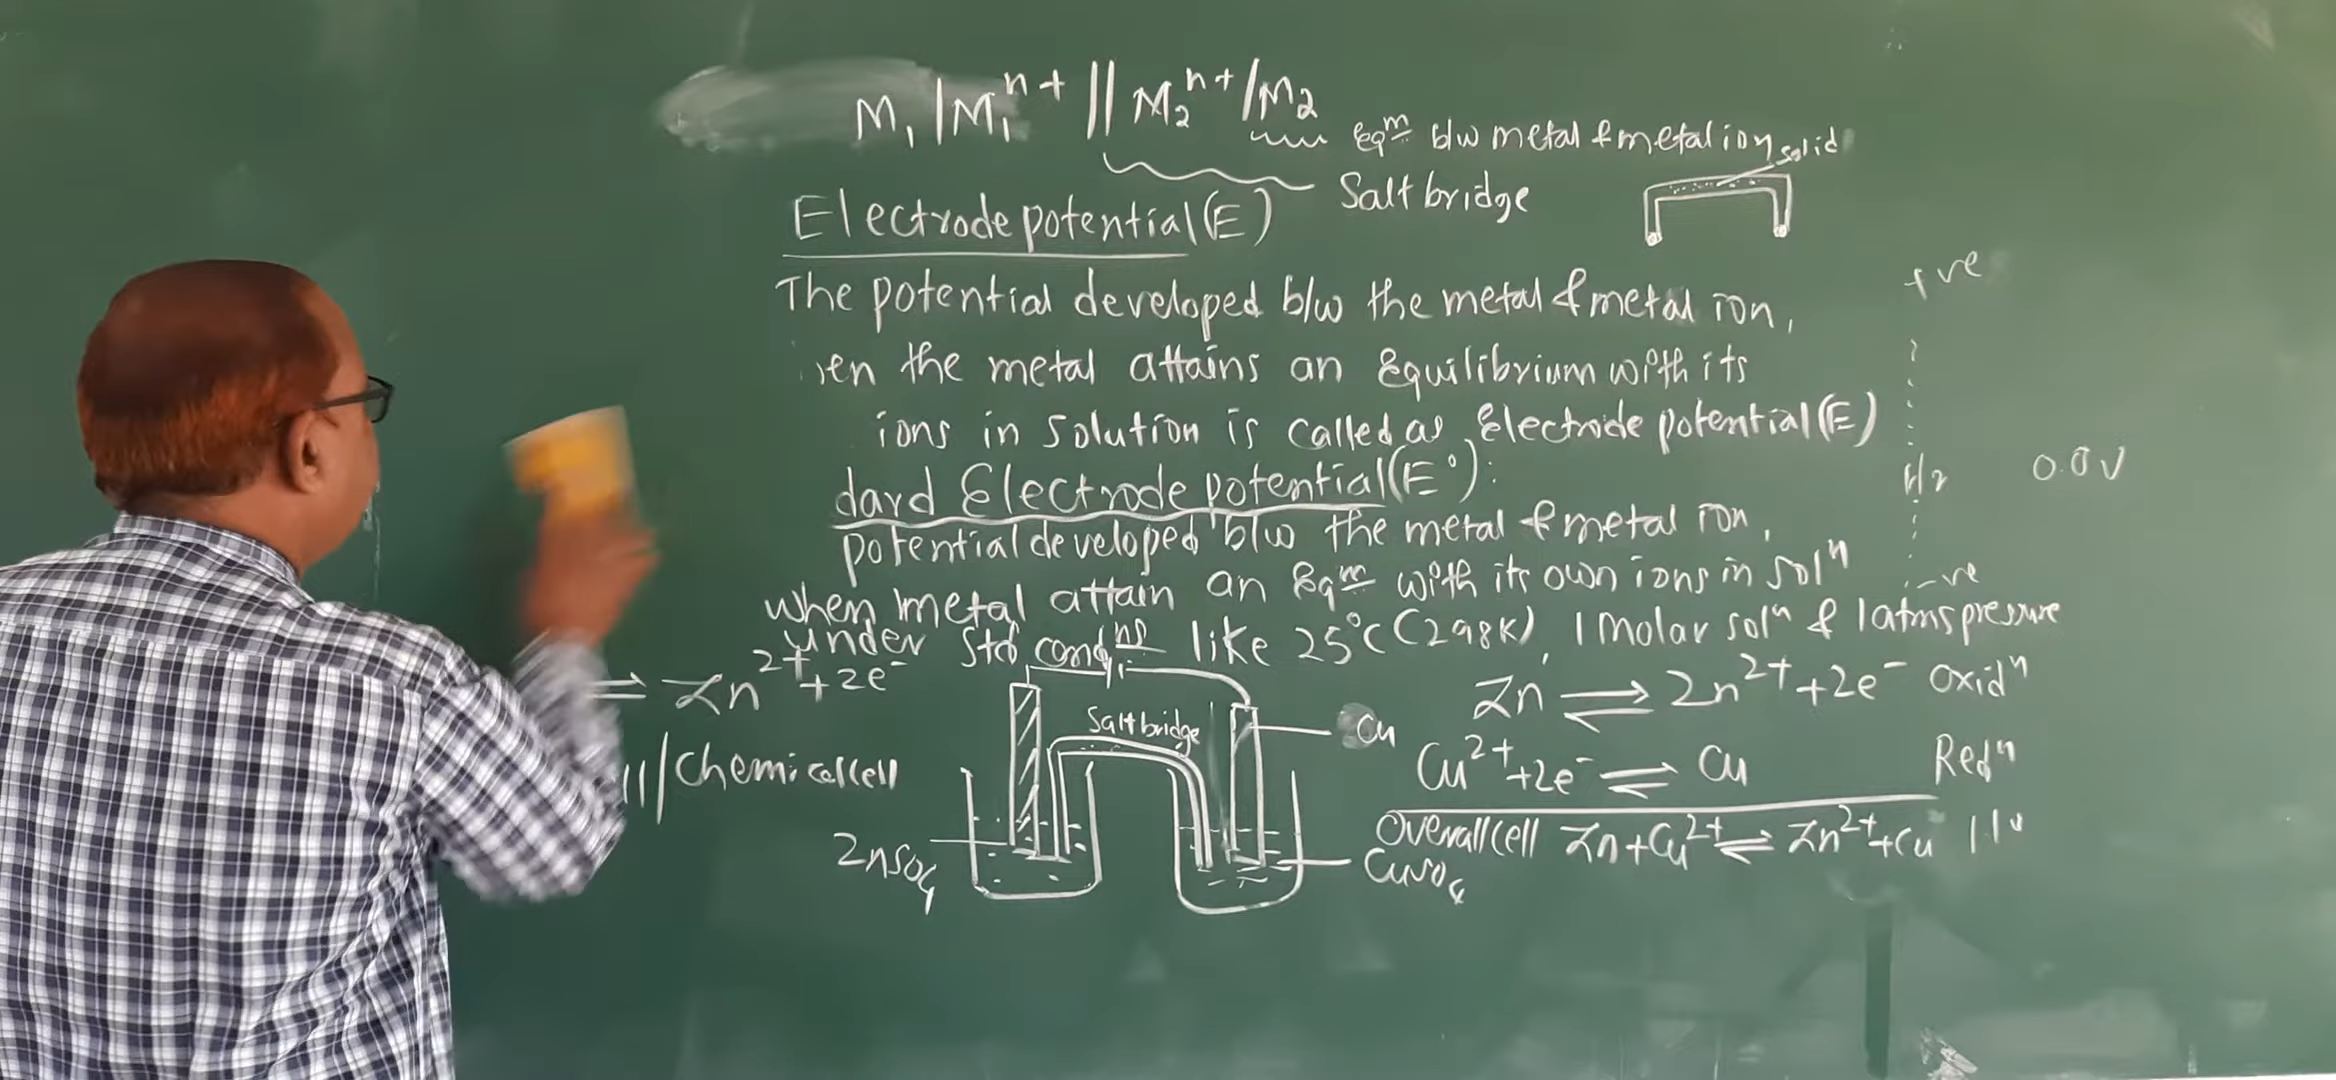 M₁ | M₁ⁿ⁺ || M₂ⁿ⁺ / M₂
Eqᵐ b/w metal & metal ion
solid
Salt bridge
Electrode potential (E)
The potential developed b/w the metal & metal ion,
en the metal attains an Equilibrium with its
ions in solution is called as Electrode potential (E)
dard Electrode potential (E°):
potential developed b/w the metal & metal ion,
when metal attain an Eqᵐ with its own ions in solⁿ
under std condⁿˢ like 25°C (298K), 1 Molar solⁿ & 1 atms pressure
+ve
H₂ 0.0V
-ve
⇌ Zn²⁺ + 2e⁻
ll/Chemical cell
Salt bridge
Cu
ZnSO₄
CuSO₄
Zn ⇌ Zn²⁺ + 2e⁻ Oxidⁿ
Cu²⁺ + 2e⁻ ⇌ Cu Redⁿ
Overall cell Zn + Cu²⁺ ⇌ Zn²⁺ + Cu